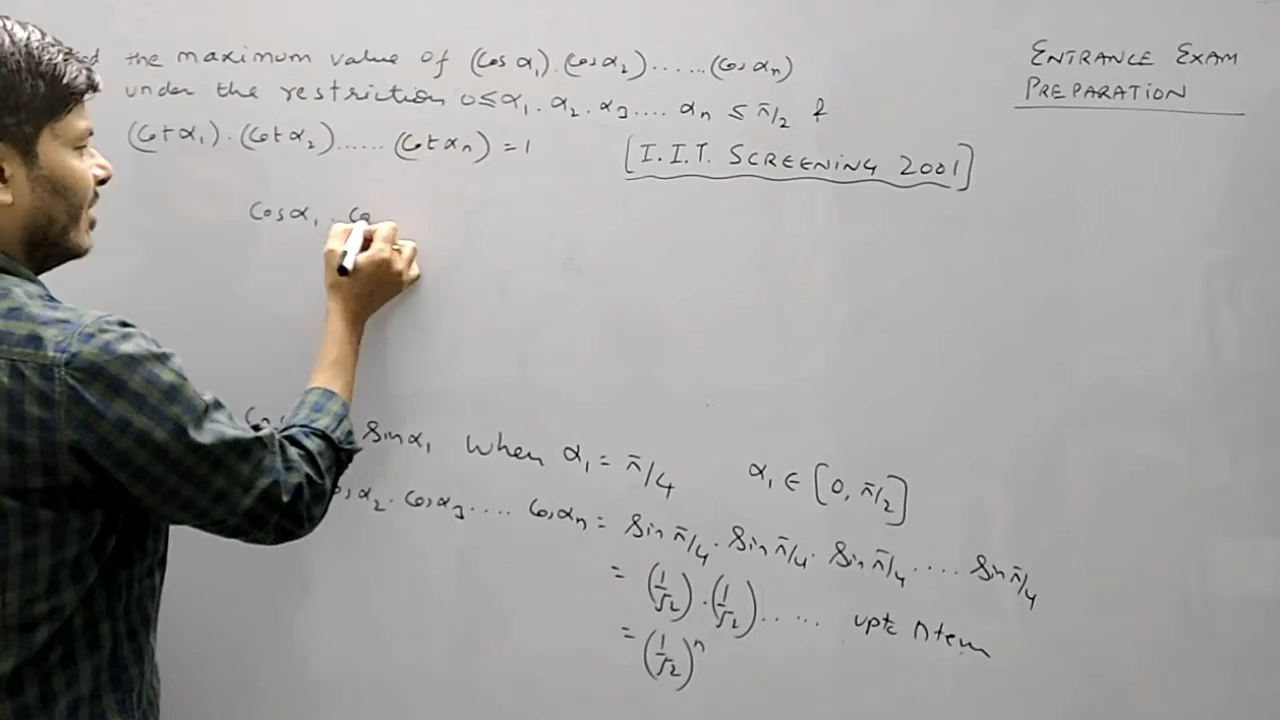 the maximum value of (Cos α₁).(Cos α₂)......(Cos αₙ)
under the restriction 0≤α₁.α₂.α₃....αₙ ≤ π/2 &
(Cot α₁).(Cot α₂)......(Cot αₙ) = 1
[I.I.T. SCREENING 2001]
ENTRANCE EXAM
PREPARATION
Cos α₁ .
Sin α₁ when α₁ = π/4 α₁ ∈ [0, π/2]
α₂. Cos α₃.... Cos αₙ = Sin π/4. Sin π/4. Sin π/4 .... Sin π/4
= (1/√2).(1/√2)..... upto n term
= (1/√2)ⁿ